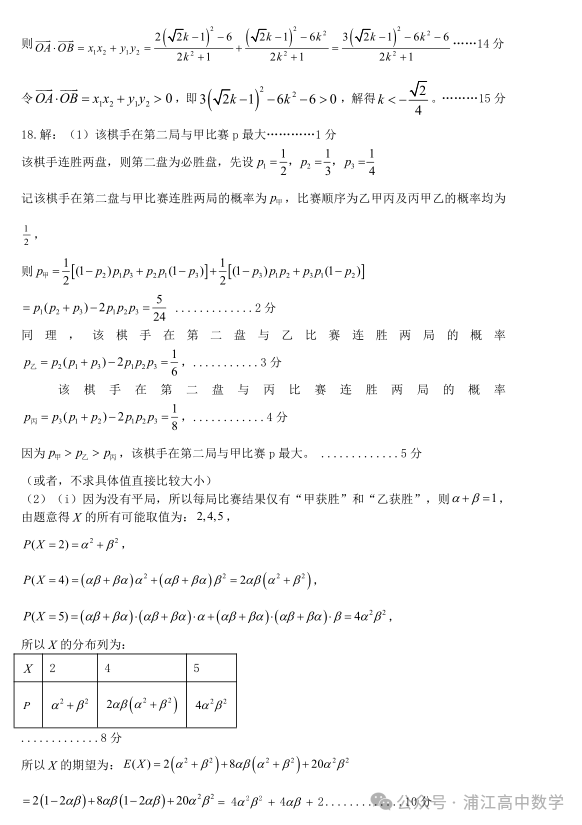 则 $\overrightarrow{OA}\cdot\overrightarrow{OB}=x_1x_2+y_1y_2=\frac{2(\sqrt{2}k-1)^2-6}{2k^2+1}+\frac{(\sqrt{2}k-1)^2-6k^2}{2k^2+1}=\frac{3(\sqrt{2}k-1)^2-6k^2-6}{2k^2+1}$ ……14 分
令 $\overrightarrow{OA}\cdot\overrightarrow{OB}=x_1x_2+y_1y_2>0$，即 $3(\sqrt{2}k-1)^2-6k^2-6>0$，解得 $k<-\frac{\sqrt{2}}{4}$。………15 分
18.解：（1）该棋手在第二局与甲比赛 p 最大…………1 分
该棋手连胜两盘，则第二盘为必胜盘，先设 $p_1=\frac{1}{2}$，$p_2=\frac{1}{3}$，$p_3=\frac{1}{4}$
记该棋手在第二盘与甲比赛连胜两局的概率为 $p_{甲}$，比赛顺序为乙甲丙及丙甲乙的概率均为
$\frac{1}{2}$，
则 $p_{甲}=\frac{1}{2}[(1-p_2)p_1p_3+p_2p_1(1-p_3)]+\frac{1}{2}[(1-p_3)p_1p_2+p_3p_1(1-p_2)]$
$=p_1(p_2+p_3)-2p_1p_2p_3=\frac{5}{24}$ .............2 分
同理，该棋手在第二盘与乙比赛连胜两局的概率
$p_{乙}=p_2(p_1+p_3)-2p_1p_2p_3=\frac{1}{6}$，...........3 分
该棋手在第二盘与丙比赛连胜两局的概率
$p_{丙}=p_3(p_1+p_2)-2p_1p_2p_3=\frac{1}{8}$，............4 分
因为 $p_{甲}>p_{乙}>p_{丙}$，该棋手在第二局与甲比赛 p 最大。 .............5 分
（或者，不求具体值直接比较大小）
（2）（i）因为没有平局，所以每局比赛结果仅有“甲获胜”和“乙获胜”，则 $\alpha+\beta=1$，
由题意得 $X$ 的所有可能取值为：$2,4,5$，
$P(X=2)=\alpha^2+\beta^2$，
$P(X=4)=(\alpha\beta+\beta\alpha)\alpha^2+(\alpha\beta+\beta\alpha)\beta^2=2\alpha\beta(\alpha^2+\beta^2)$，
$P(X=5)=(\alpha\beta+\beta\alpha)\cdot(\alpha\beta+\beta\alpha)\cdot\alpha+(\alpha\beta+\beta\alpha)\cdot(\alpha\beta+\beta\alpha)\cdot\beta=4\alpha^2\beta^2$，
所以 $X$ 的分布列为：
$X$ 2 4 5
$P$ $\alpha^2+\beta^2$ $2\alpha\beta(\alpha^2+\beta^2)$ $4\alpha^2\beta^2$
.............8 分
所以 $X$ 的期望为：$E(X)=2(\alpha^2+\beta^2)+8\alpha\beta(\alpha^2+\beta^2)+20\alpha^2\beta^2$
$=2(1-2\alpha\beta)+8\alpha\beta(1-2\alpha\beta)+20\alpha^2\beta^2=4\alpha^2\beta^2+4\alpha\beta+2$.............10 分
公众号 · 浦江高中数学